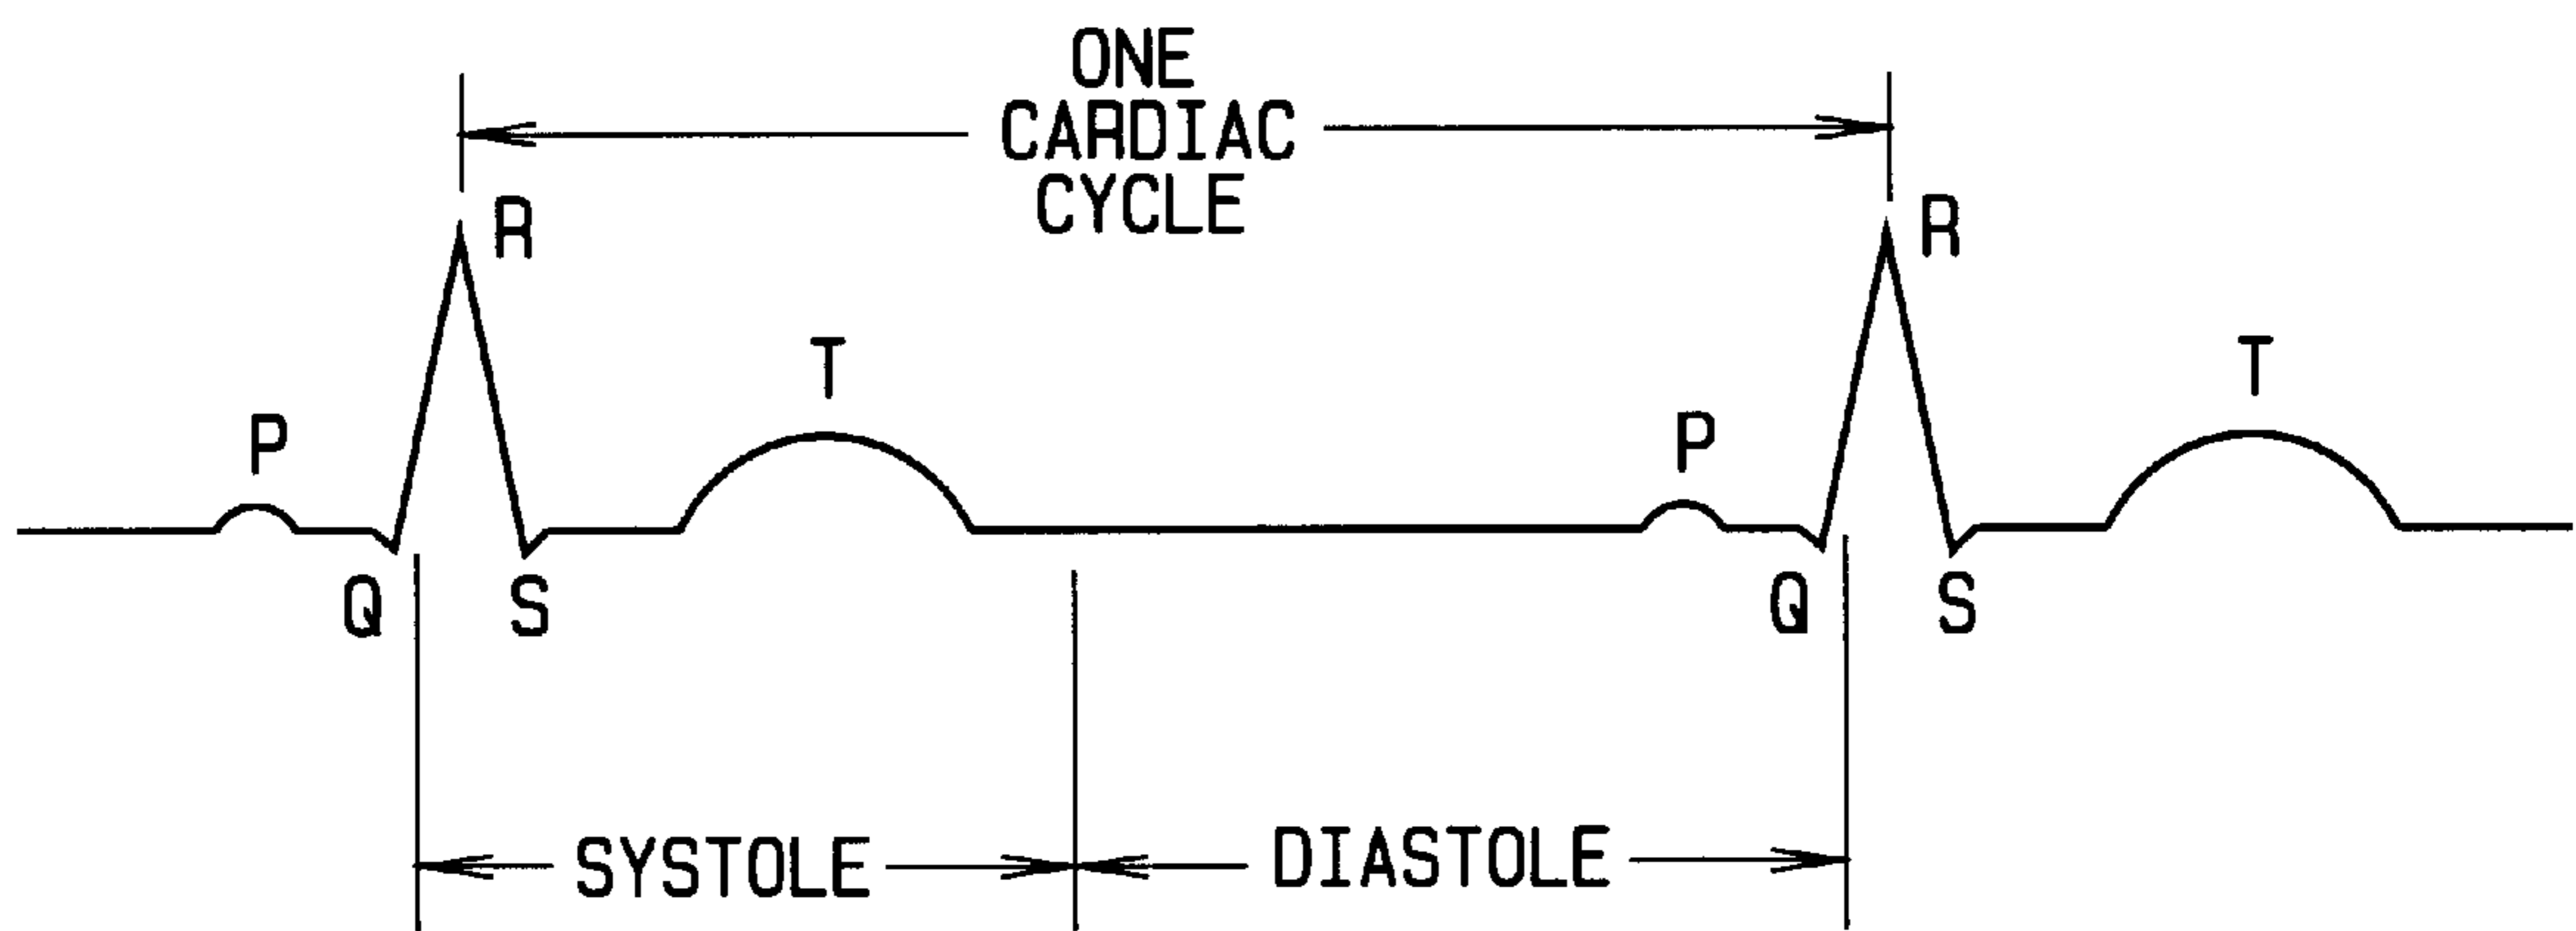 ONE
CARDIAC
CYCLE
R
R
T
T
P
P
Q
S
Q
S
SYSTOLE
DIASTOLE